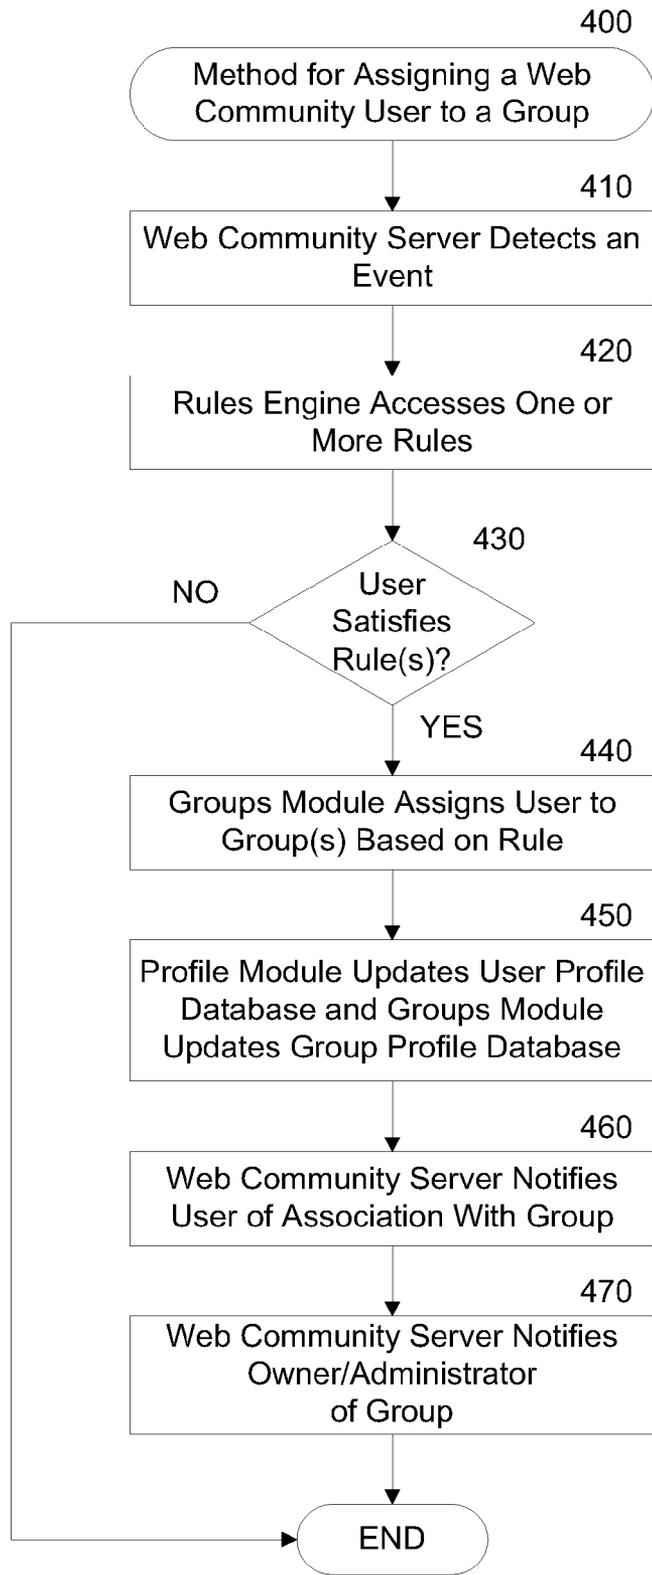 400
Method for Assigning a Web
Community User to a Group
410
Web Community Server Detects an
Event
420
Rules Engine Accesses One or
More Rules
430
User
Satisfies
Rule(s)?
NO
YES
440
Groups Module Assigns User to
Group(s) Based on Rule
450
Profile Module Updates User Profile
Database and Groups Module
Updates Group Profile Database
460
Web Community Server Notifies
User of Association With Group
470
Web Community Server Notifies
Owner/Administrator
of Group
END